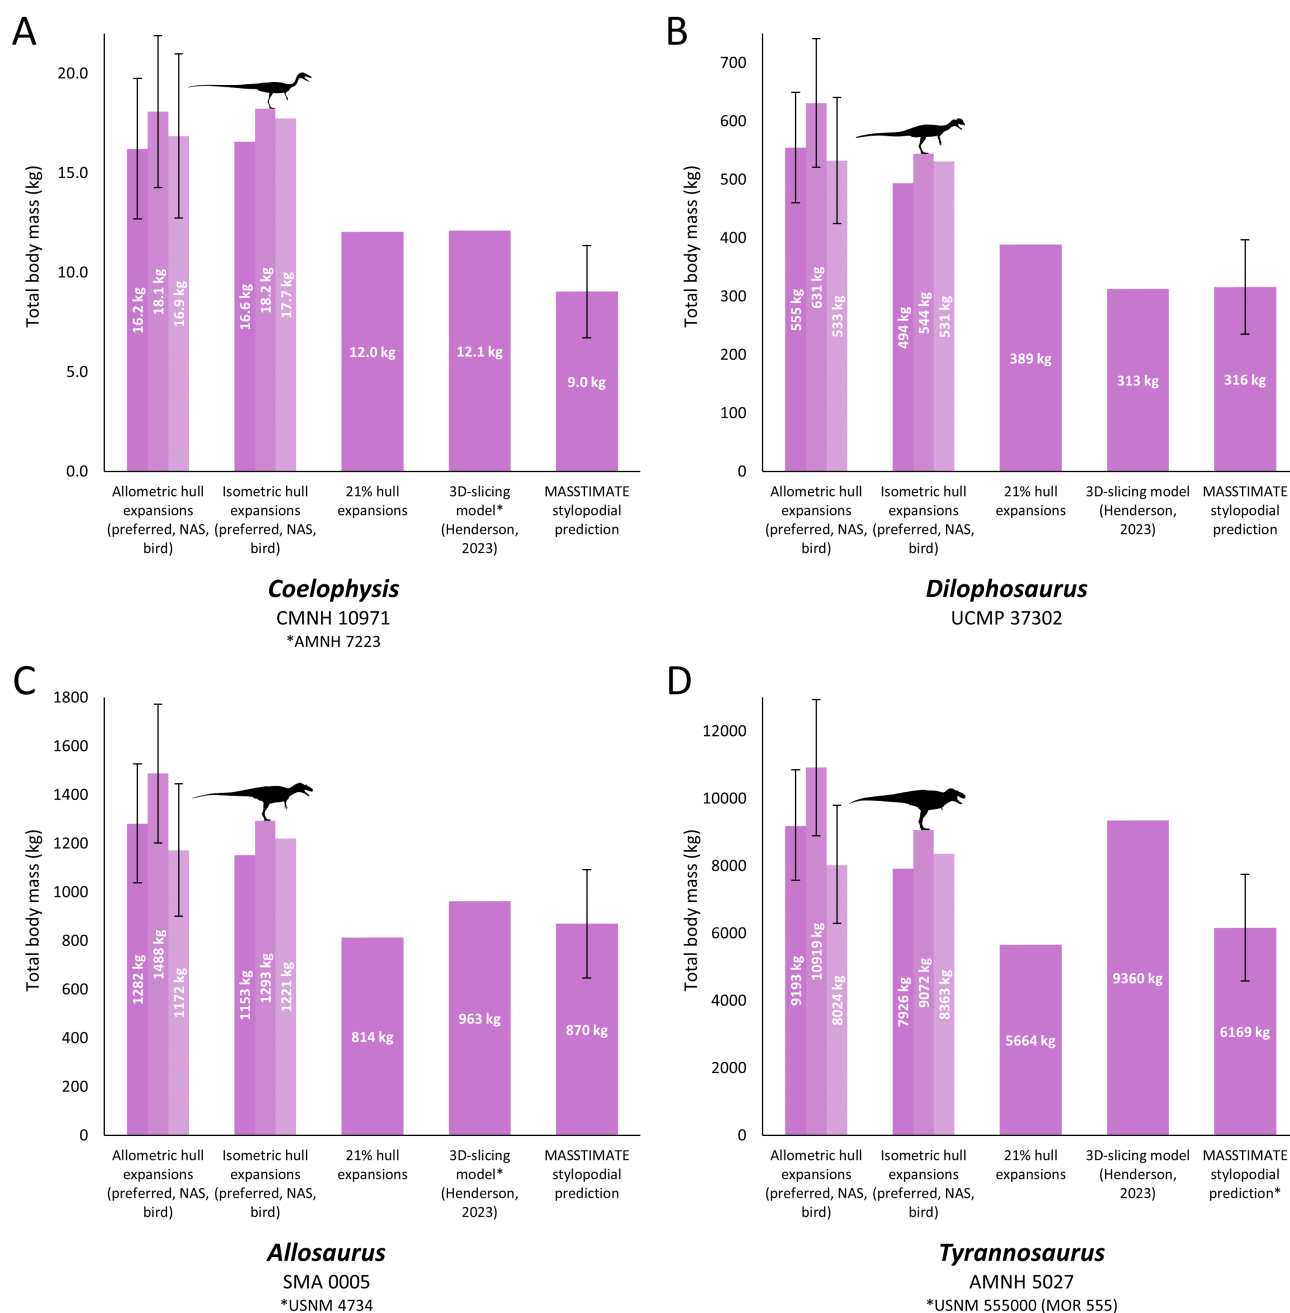 A
Total body mass (kg)
20.0
15.0
10.0
5.0
0.0
16.2 kg
18.1 kg
16.9 kg
16.6 kg
18.2 kg
17.7 kg
12.0 kg
12.1 kg
9.0 kg
Allometric hull
expansions
(preferred, NAS,
bird)
Isometric hull
expansions
(preferred, NAS,
bird)
21% hull
expansions
3D-slicing
model*
(Henderson,
2023)
MASSTIMATE
stylopodial
prediction
Coelophysis
CMNH 10971
*AMNH 7223
B
Total body mass (kg)
700
600
500
400
300
200
100
0
555 kg
631 kg
533 kg
494 kg
544 kg
531 kg
389 kg
313 kg
316 kg
Allometric hull
expansions
(preferred, NAS,
bird)
Isometric hull
expansions
(preferred, NAS,
bird)
21% hull
expansions
3D-slicing model
(Henderson,
2023)
MASSTIMATE
stylopodial
prediction
Dilophosaurus
UCMP 37302
C
Total body mass (kg)
1800
1600
1400
1200
1000
800
600
400
200
0
1282 kg
1488 kg
1172 kg
1153 kg
1293 kg
1221 kg
814 kg
963 kg
870 kg
Allometric hull
expansions
(preferred, NAS,
bird)
Isometric hull
expansions
(preferred, NAS,
bird)
21% hull
expansions
3D-slicing
model*
(Henderson,
2023)
MASSTIMATE
stylopodial
prediction
Allosaurus
SMA 0005
*USNM 4734
D
Total body mass (kg)
12000
10000
8000
6000
4000
2000
0
9193 kg
10919 kg
8024 kg
7926 kg
9072 kg
8363 kg
5664 kg
9360 kg
6169 kg
Allometric hull
expansions
(preferred, NAS,
bird)
Isometric hull
expansions
(preferred, NAS,
bird)
21% hull
expansions
3D-slicing model
(Henderson,
2023)
MASSTIMATE
stylopodial
prediction*
Tyrannosaurus
AMNH 5027
*USNM 555000 (MOR 555)